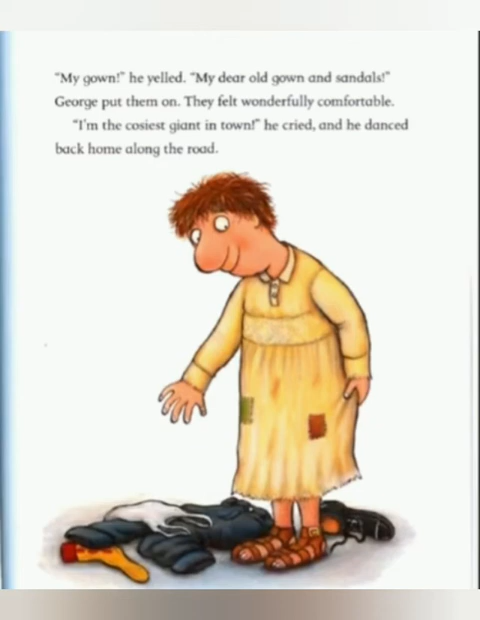 “My gown!” he yelled. “My dear old gown and sandals!”
George put them on. They felt wonderfully comfortable.
“I’m the cosiest giant in town!” he cried, and he danced
back home along the road.